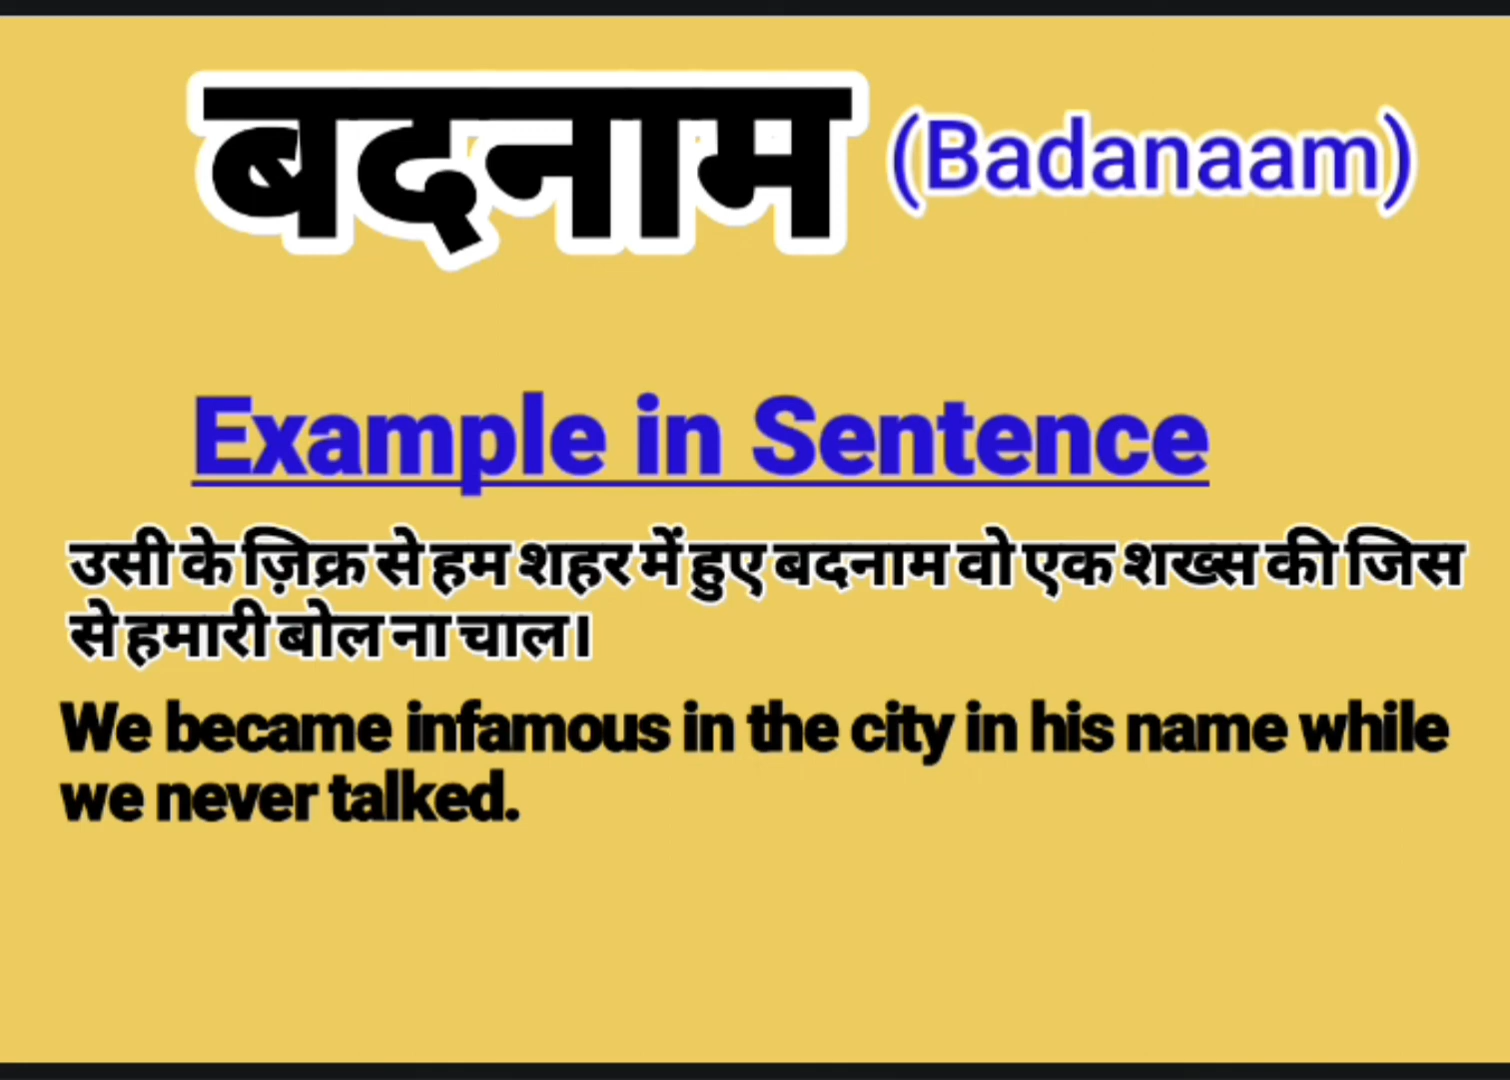 बदनाम (Badanaam)
Example in Sentence
उसी के ज़िक्र से हम शहर में हुए बदनाम वो एक शख्स की जिस
से हमारी बोल ना चाल।
We became infamous in the city in his name while
we never talked.